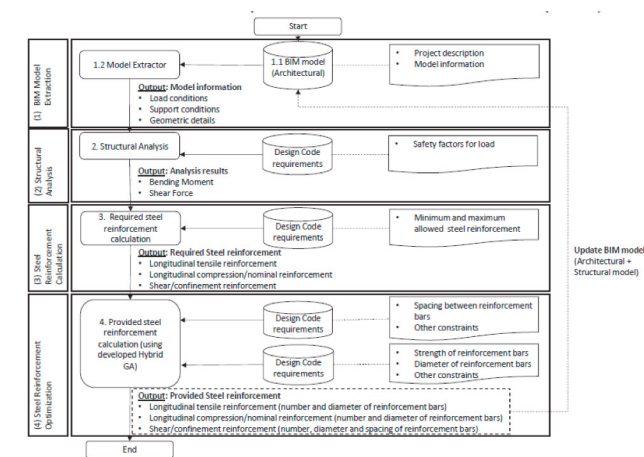 Start
(1) BIM Model
Extraction
1.2 Model Extractor
1.1 BIM model
(Architectural)
• Project description
• Model information
Output: Model information
• Load conditions
• Support conditions
• Geometric details
(2) Structural
Analysis
2. Structural Analysis
Design Code
requirements
• Safety factors for load
Output: Analysis results
• Bending Moment
• Shear Force
(3) Steel
Reinforcement
Calculation
3. Required steel
reinforcement
calculation
Design Code
requirements
• Minimum and maximum
allowed steel reinforcement
Output: Required Steel reinforcement
• Longitudinal tensile reinforcement
• Longitudinal compression/nominal reinforcement
• Shear/confinement reinforcement
Update BIM model
(Architectural +
Structural model)
(4) Steel Reinforcement
Optimization
4. Provided steel
reinforcement
calculation (using
developed Hybrid
GA)
Design Code
requirements
• Spacing between reinforcement
bars
• Other constraints
Design Code
requirements
• Strength of reinforcement bars
• Diameter of reinforcement bars
• Other constraints
Output: Provided Steel reinforcement
• Longitudinal tensile reinforcement (number and diameter of reinforcement bars)
• Longitudinal compression/nominal reinforcement (number and diameter of reinforcement bars)
• Shear/confinement reinforcement (number, diameter and spacing of reinforcement bars)
End